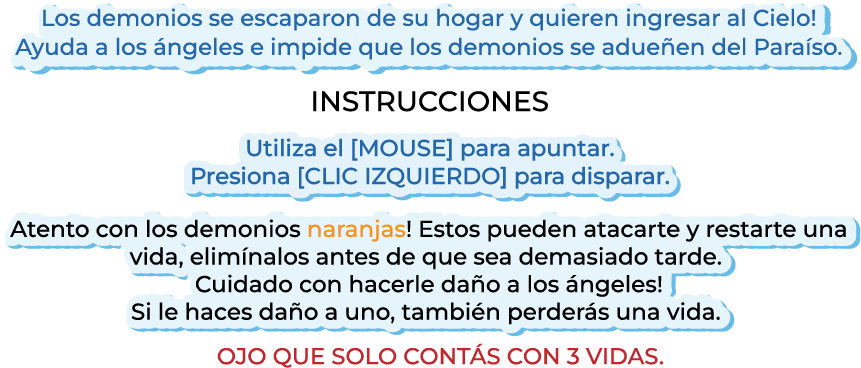 Los demonios se escaparon de su hogar y quieren ingresar al Cielo!
Ayuda a los ángeles e impide que los demonios se adueñen del Paraíso.
INSTRUCCIONES
Utiliza el [MOUSE] para apuntar.
Presiona [CLIC IZQUIERDO] para disparar.
Atento con los demonios naranjas! Estos pueden atacarte y restarte una
vida, elimínalos antes de que sea demasiado tarde.
Cuidado con hacerle daño a los ángeles!
Si le haces daño a uno, también perderás una vida.
OJO QUE SOLO CONTÁS CON 3 VIDAS.